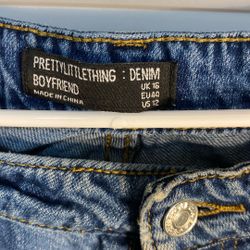 PRETTYLITTLETHING : DENIM
BOYFRIEND
MADE IN CHINA
UK 16
EU 44
US 12